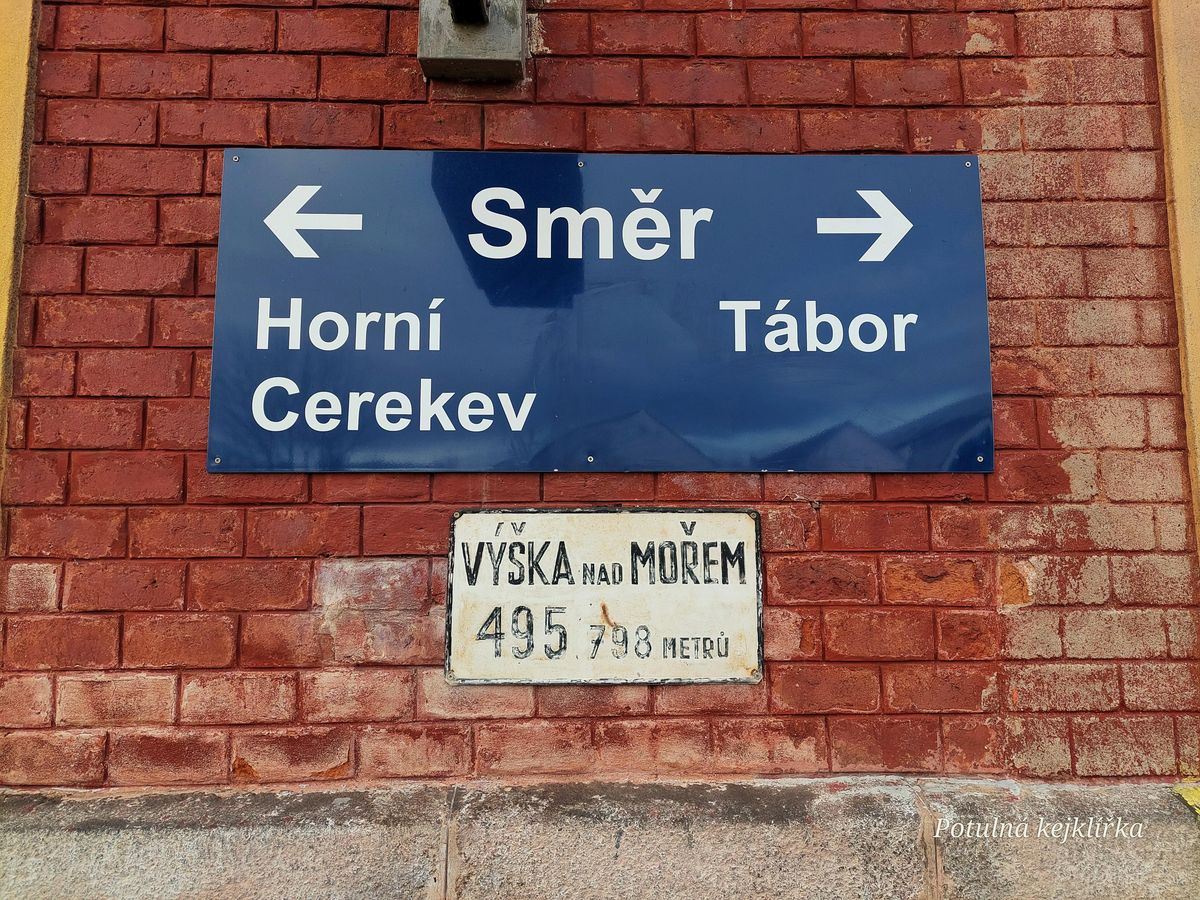 ← Směr →
Horní Tábor
Cerekev
VÝŠKA NAD MOŘEM
495.798 METRŮ
Potulná kejklířka